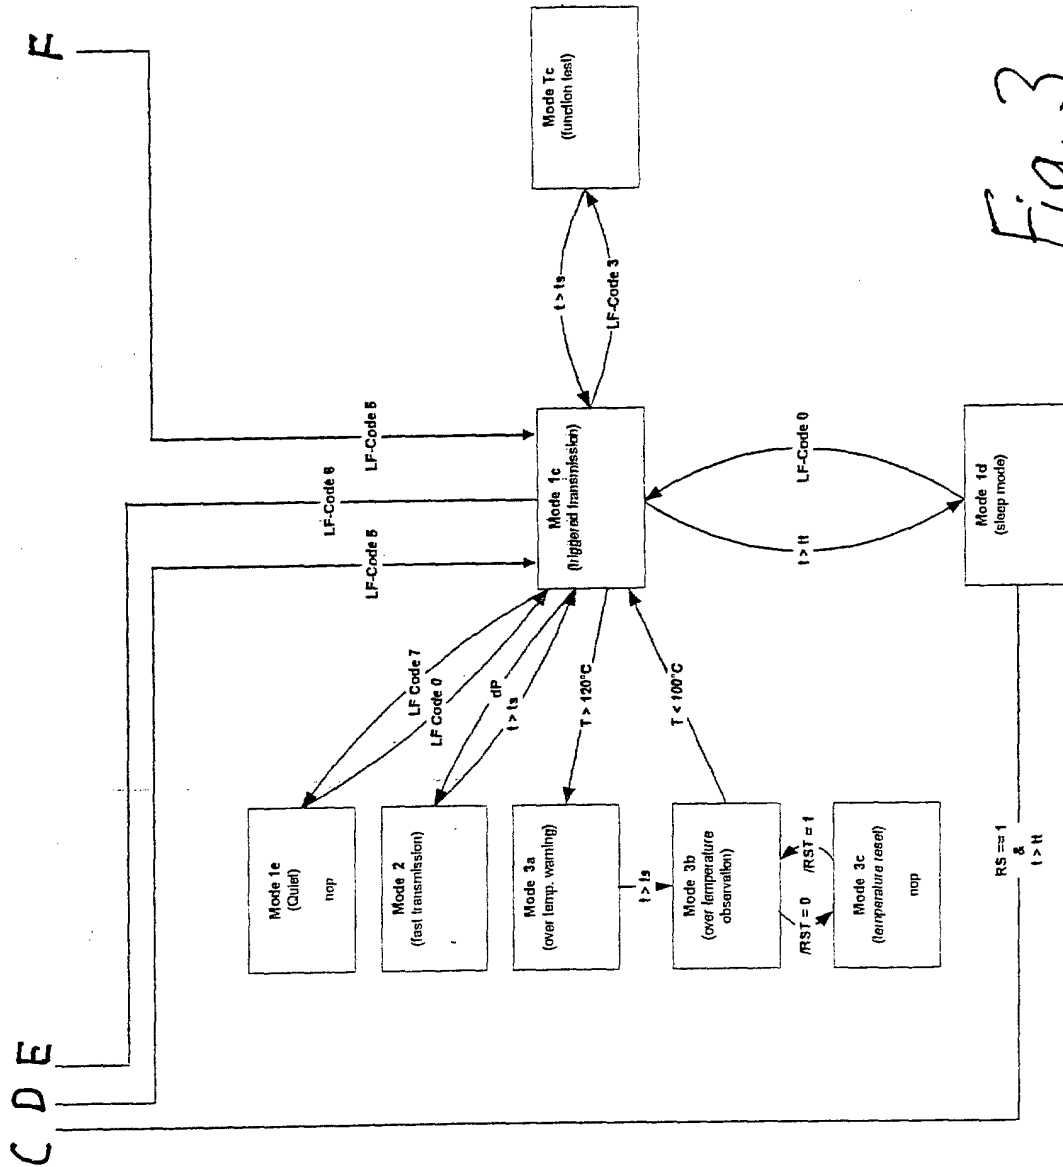 F
Mode Tc
(function test)
t > ts
LF-Code 3
Fig. 3
LF-Code 5
LF-Code 6
LF-Code 5
Mode 1c
(triggered transmission)
LF-Code 0
t > tt
Mode 1d
(sleep mode)
LF Code 7
LF Code 0
dP
t > ts
T > 120°C
T < 100°C
Mode 1e
(Quiet)
nop
Mode 2
(fast transmission)
Mode 3a
(over temp. warning)
t > ts
Mode 3b
(over temperature
observation)
/RST = 1
/RST = 0
Mode 3c
(temperature reset)
nop
RS == 1
&
t > tt
E
D
C